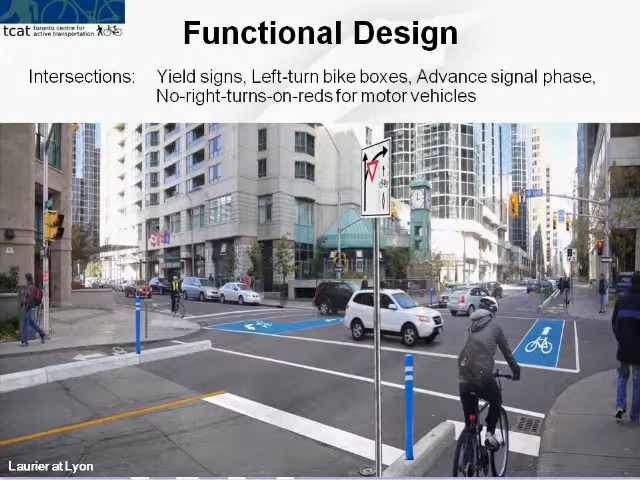 tcat toronto centre for
active transportation
Functional Design
Intersections: Yield signs, Left-turn bike boxes, Advance signal phase,
No-right-turns-on-reds for motor vehicles
Laurier at Lyon